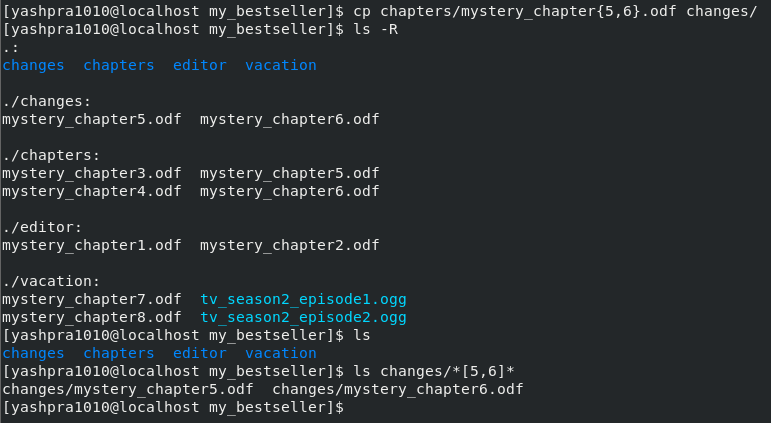 [yashpra1010@localhost my_bestseller]$ cp chapters/mystery_chapter{5,6}.odf changes/
[yashpra1010@localhost my_bestseller]$ ls -R
.:
changes  chapters  editor  vacation

./changes:
mystery_chapter5.odf  mystery_chapter6.odf

./chapters:
mystery_chapter3.odf  mystery_chapter5.odf
mystery_chapter4.odf  mystery_chapter6.odf

./editor:
mystery_chapter1.odf  mystery_chapter2.odf

./vacation:
mystery_chapter7.odf  tv_season2_episode1.ogg
mystery_chapter8.odf  tv_season2_episode2.ogg
[yashpra1010@localhost my_bestseller]$ ls
changes  chapters  editor  vacation
[yashpra1010@localhost my_bestseller]$ ls changes/*[5,6]*
changes/mystery_chapter5.odf  changes/mystery_chapter6.odf
[yashpra1010@localhost my_bestseller]$